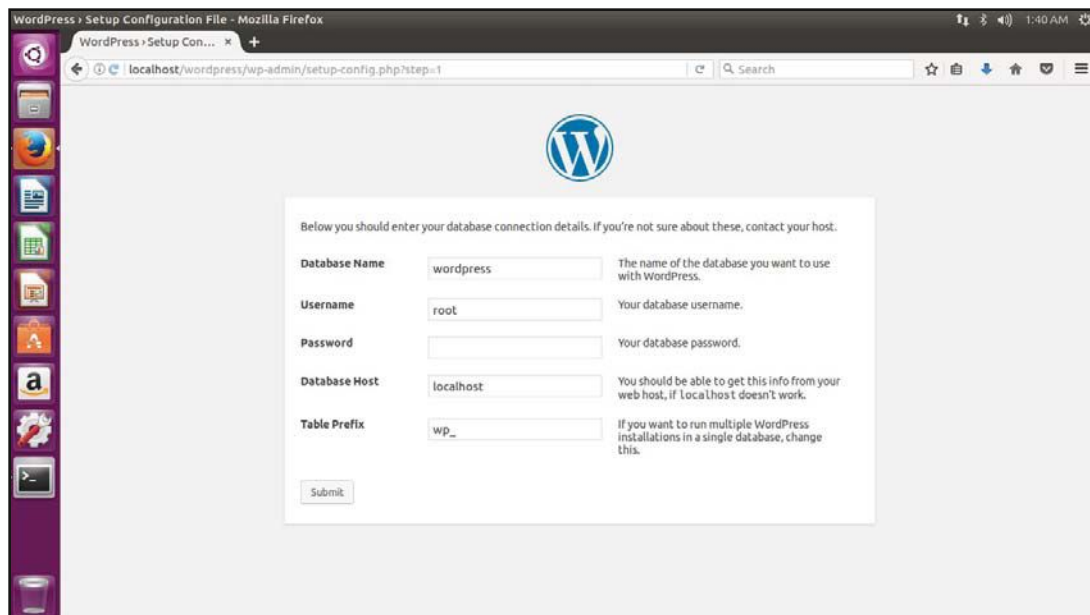 WordPress › Setup Configuration File - Mozilla Firefox
1:40 AM
WordPress › Setup Con... × +
localhost/wordpress/wp-admin/setup-config.php?step=1
Search
W
Below you should enter your database connection details. If you're not sure about these, contact your host.
Database Name
wordpress
The name of the database you want to use
with WordPress.
Username
root
Your database username.
Password
Your database password.
Database Host
localhost
You should be able to get this info from your
web host, if localhost doesn't work.
Table Prefix
wp_
If you want to run multiple WordPress
installations in a single database, change
this.
Submit
a
>_